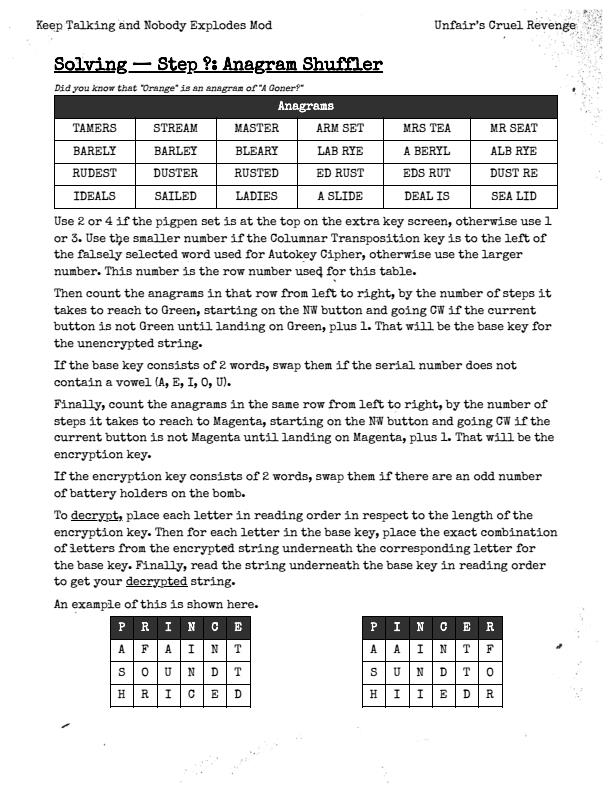 Keep Talking and Nobody Explodes Mod Unfair's Cruel Revenge
Solving — Step ?: Anagram Shuffler
Did you know that "Orange" is an anagram of "A Goner?"
Anagrams
TAMERS STREAM MASTER ARM SET MRS TEA MR SEAT
BARELY BARLEY BLEARY LAB RYE A BERYL ALB RYE
RUDEST DUSTER RUSTED ED RUST EDS RUT DUST RE
IDEALS SAILED LADIES A SLIDE DEAL IS SEA LID
Use 2 or 4 if the pigpen set is at the top on the extra key screen, otherwise use 1
or 3. Use the smaller number if the Columnar Transposition key is to the left of
the falsely selected word used for Autokey Cipher, otherwise use the larger
number. This number is the row number used for this table.
Then count the anagrams in that row from left to right, by the number of steps it
takes to reach to Green, starting on the NW button and going CW if the current
button is not Green until landing on Green, plus 1. That will be the base key for
the unencrypted string.
If the base key consists of 2 words, swap them if the serial number does not
contain a vowel (A, E, I, O, U).
Finally, count the anagrams in the same row from left to right, by the number of
steps it takes to reach to Magenta, starting on the NW button and going CW if the
current button is not Magenta until landing on Magenta, plus 1. That will be the
encryption key.
If the encryption key consists of 2 words, swap them if there are an odd number
of battery holders on the bomb.
To decrypt, place each letter in reading order in respect to the length of the
encryption key. Then for each letter in the base key, place the exact combination
of letters from the encrypted string underneath the corresponding letter for
the base key. Finally, read the string underneath the base key in reading order
to get your decrypted string.
An example of this is shown here.
P R I N C E
A F A I N T
S O U N D T
H R I C E D
P I N C E R
A A I N T F
S U N D T O
H I I E D R